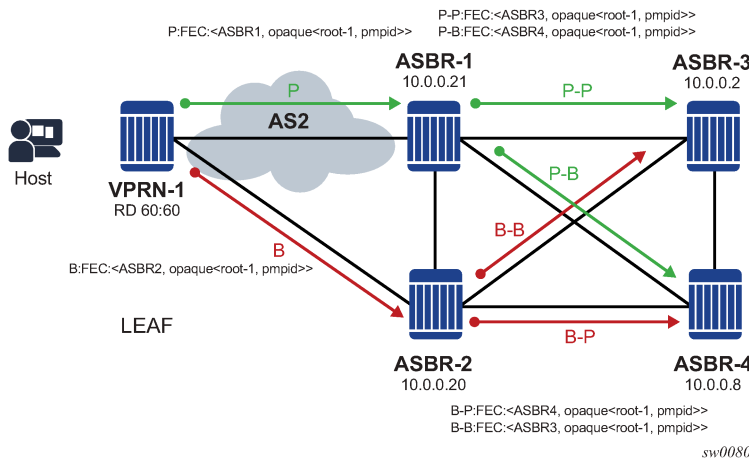 P-P:FEC:<ASBR3, opaque<root-1, pmpid>>
P:FEC:<ASBR1, opaque<root-1, pmpid>>
P-B:FEC:<ASBR4, opaque<root-1, pmpid>>
ASBR-1
10.0.0.21
ASBR-3
10.0.0.2
P
P-P
AS2
Host
VPRN-1
RD 60:60
P-B
B-B
B
B:FEC:<ASBR2, opaque<root-1, pmpid>>
LEAF
B-P
ASBR-2
10.0.0.20
ASBR-4
10.0.0.8
B-P:FEC:<ASBR4, opaque<root-1, pmpid>>
B-B:FEC:<ASBR3, opaque<root-1, pmpid>>
sw0080